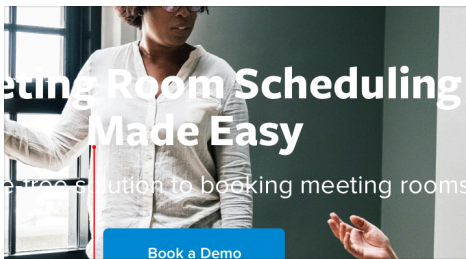 eting Room Scheduling
Made Easy
e-free solution to booking meeting rooms
Book a Demo